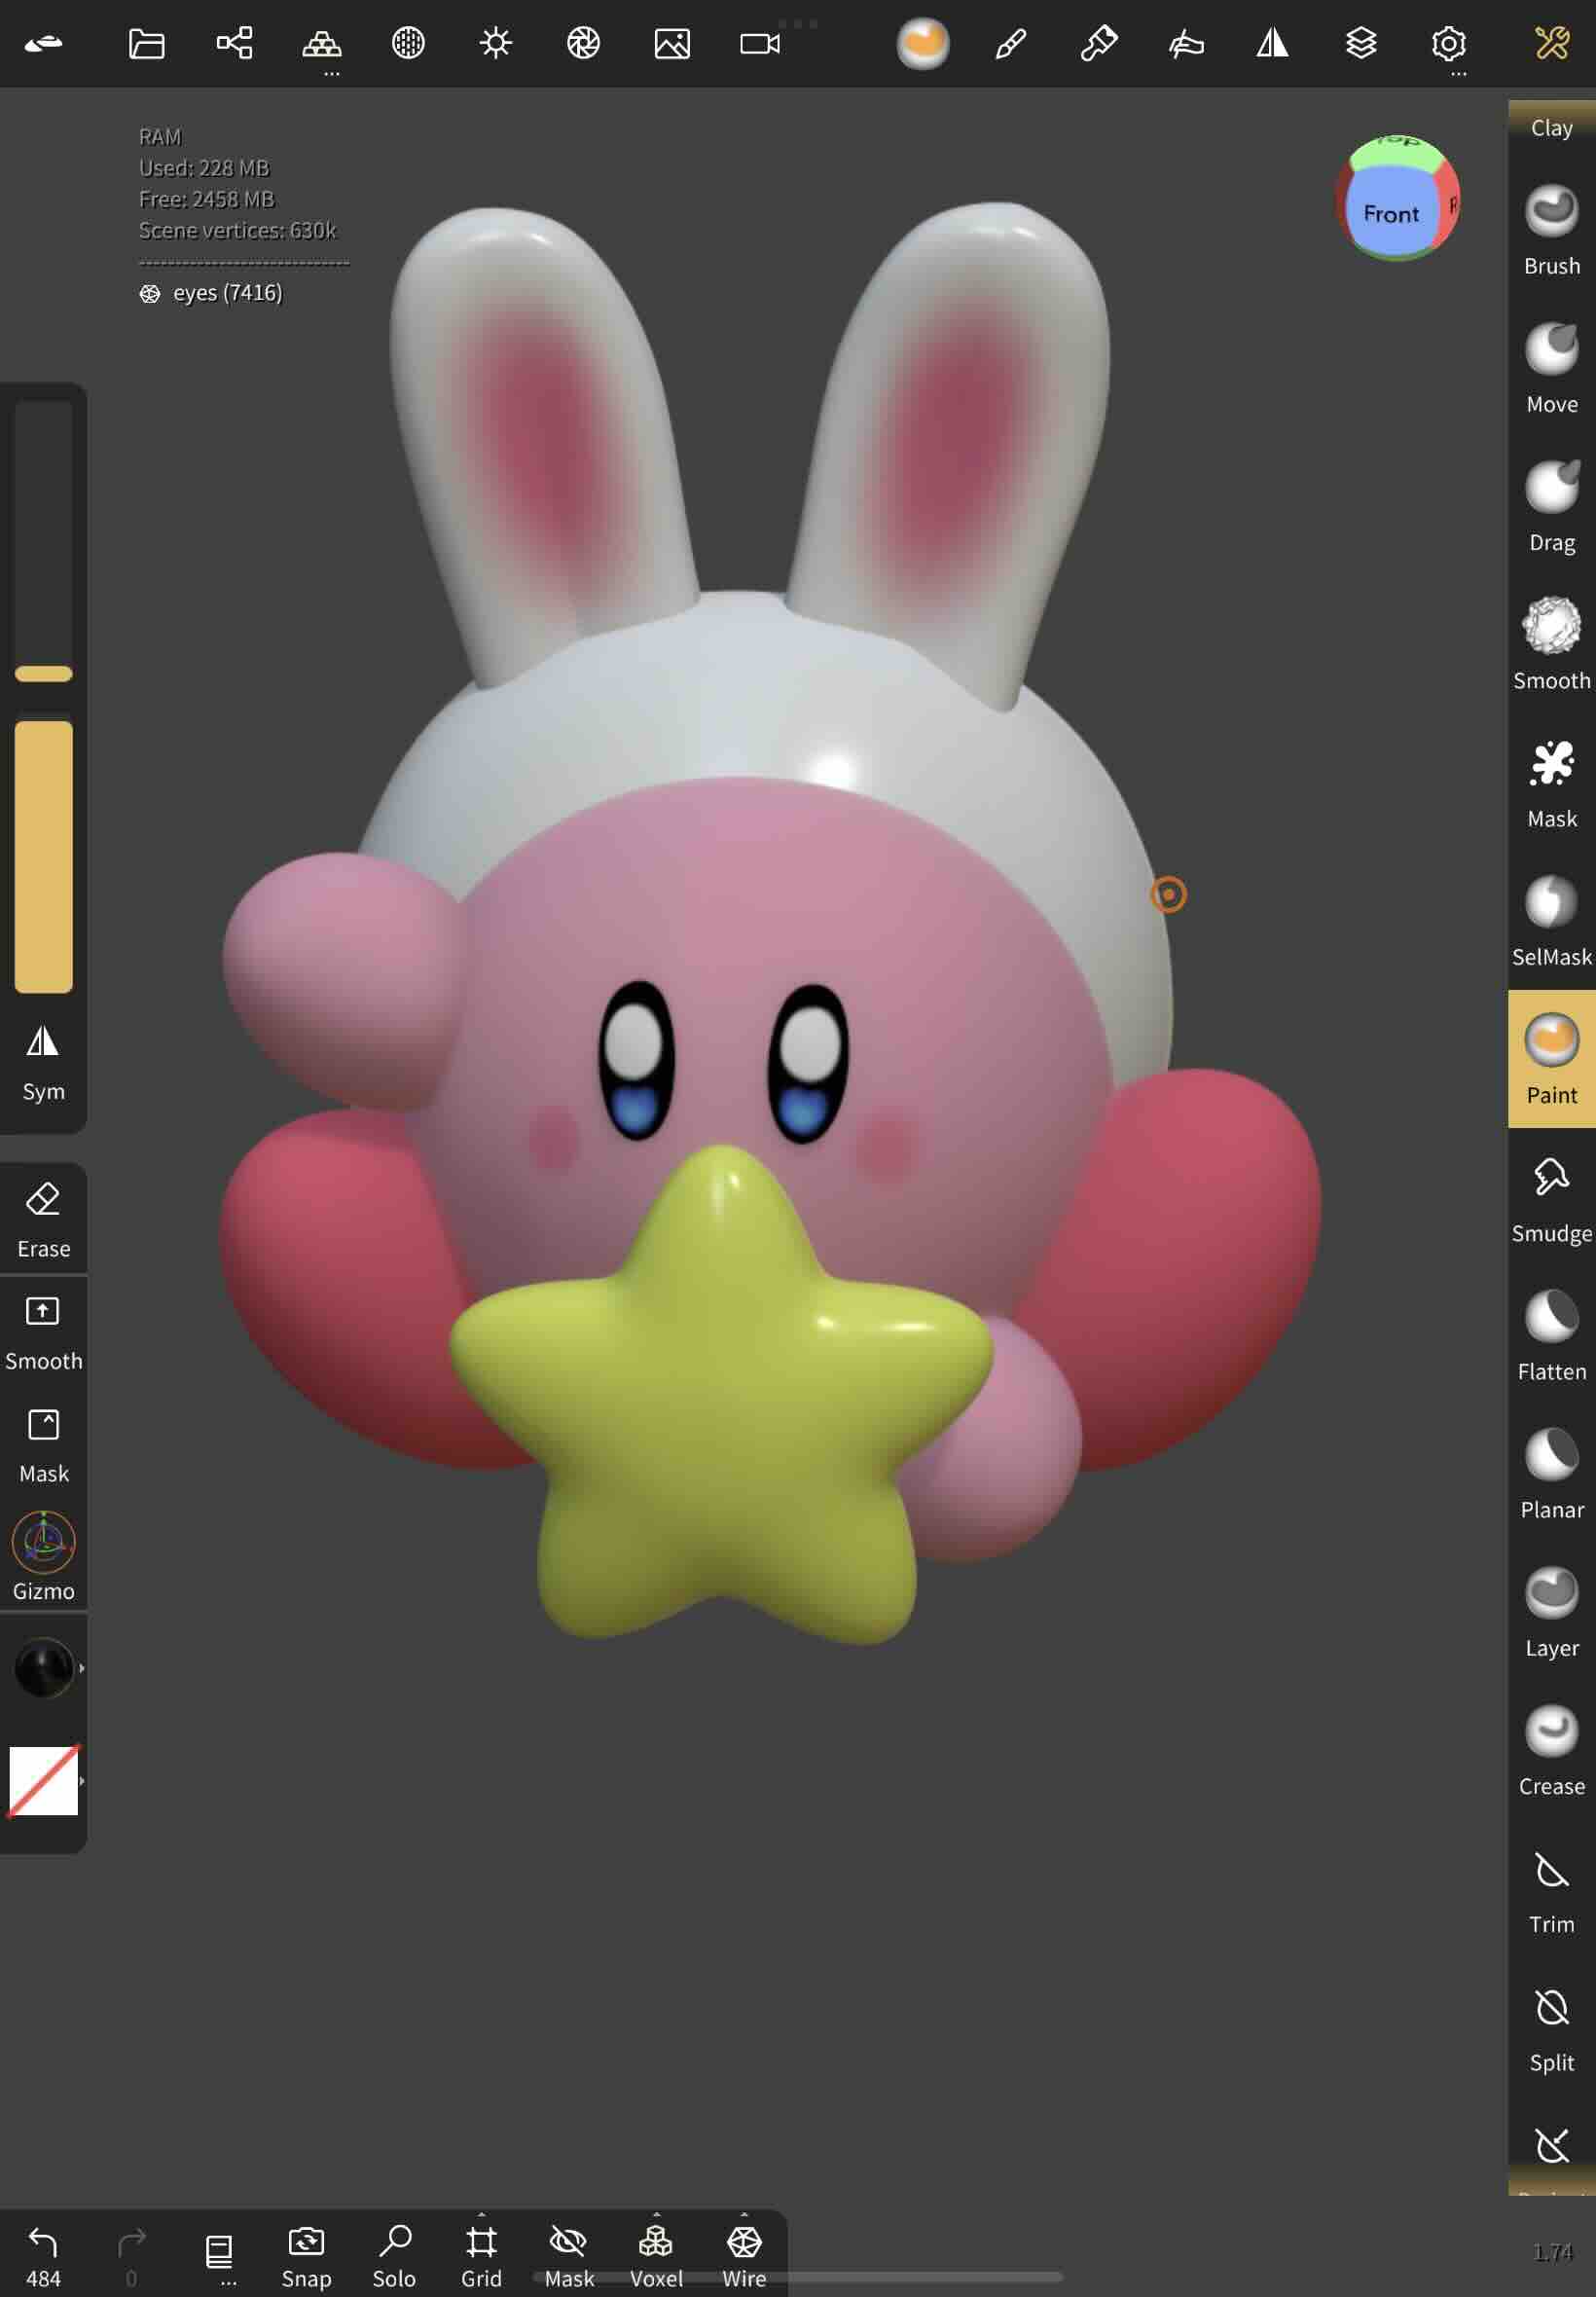 RAM
Used: 228 MB
Free: 2458 MB
Scene vertices: 630k
eyes (7416)
Top
Front
R
Clay
Brush
Move
Drag
Smooth
Mask
SelMask
Paint
Smudge
Flatten
Planar
Layer
Crease
Trim
Split
Sym
Erase
Smooth
Mask
Gizmo
484
0
...
Snap
Solo
Grid
Mask
Voxel
Wire
1.74